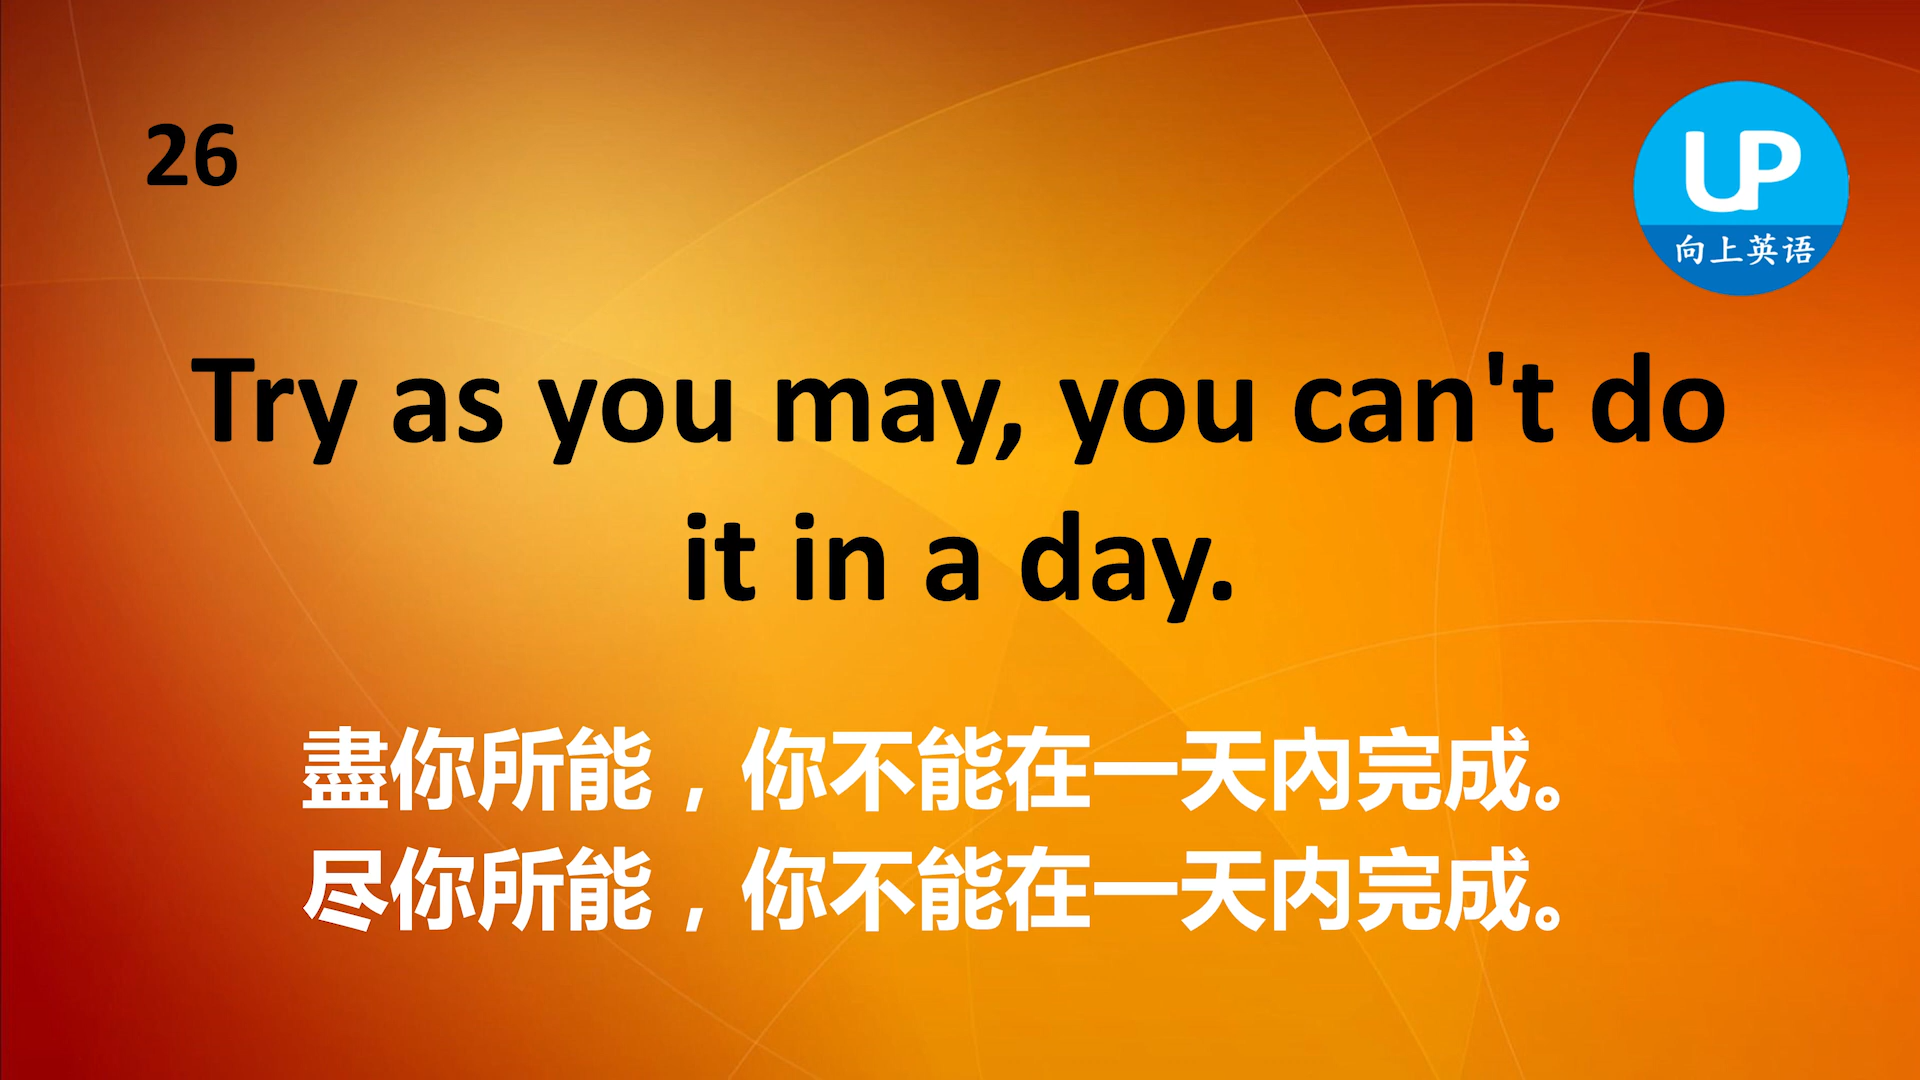 26
UP
向上英语
Try as you may, you can't do
it in a day.
盡你所能，你不能在一天內完成。
尽你所能，你不能在一天内完成。